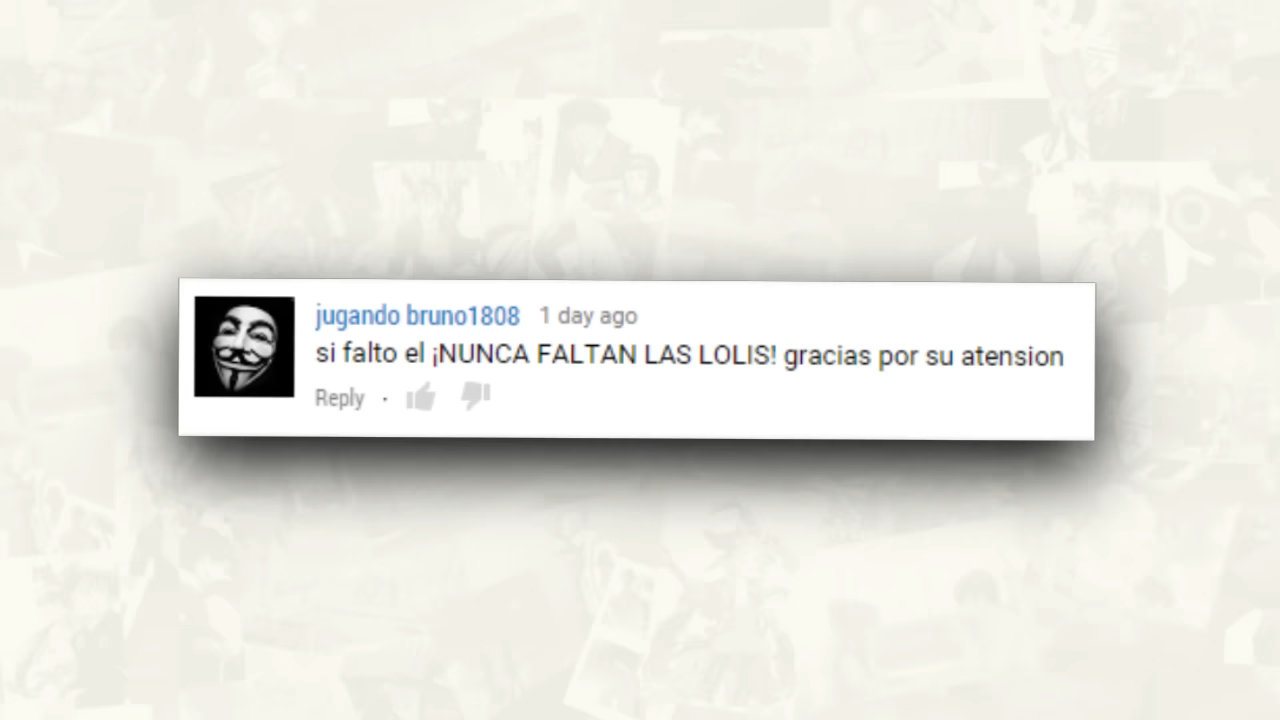 jugando bruno1808 1 day ago
si falto el ¡NUNCA FALTAN LAS LOLIS! gracias por su atension
Reply ·